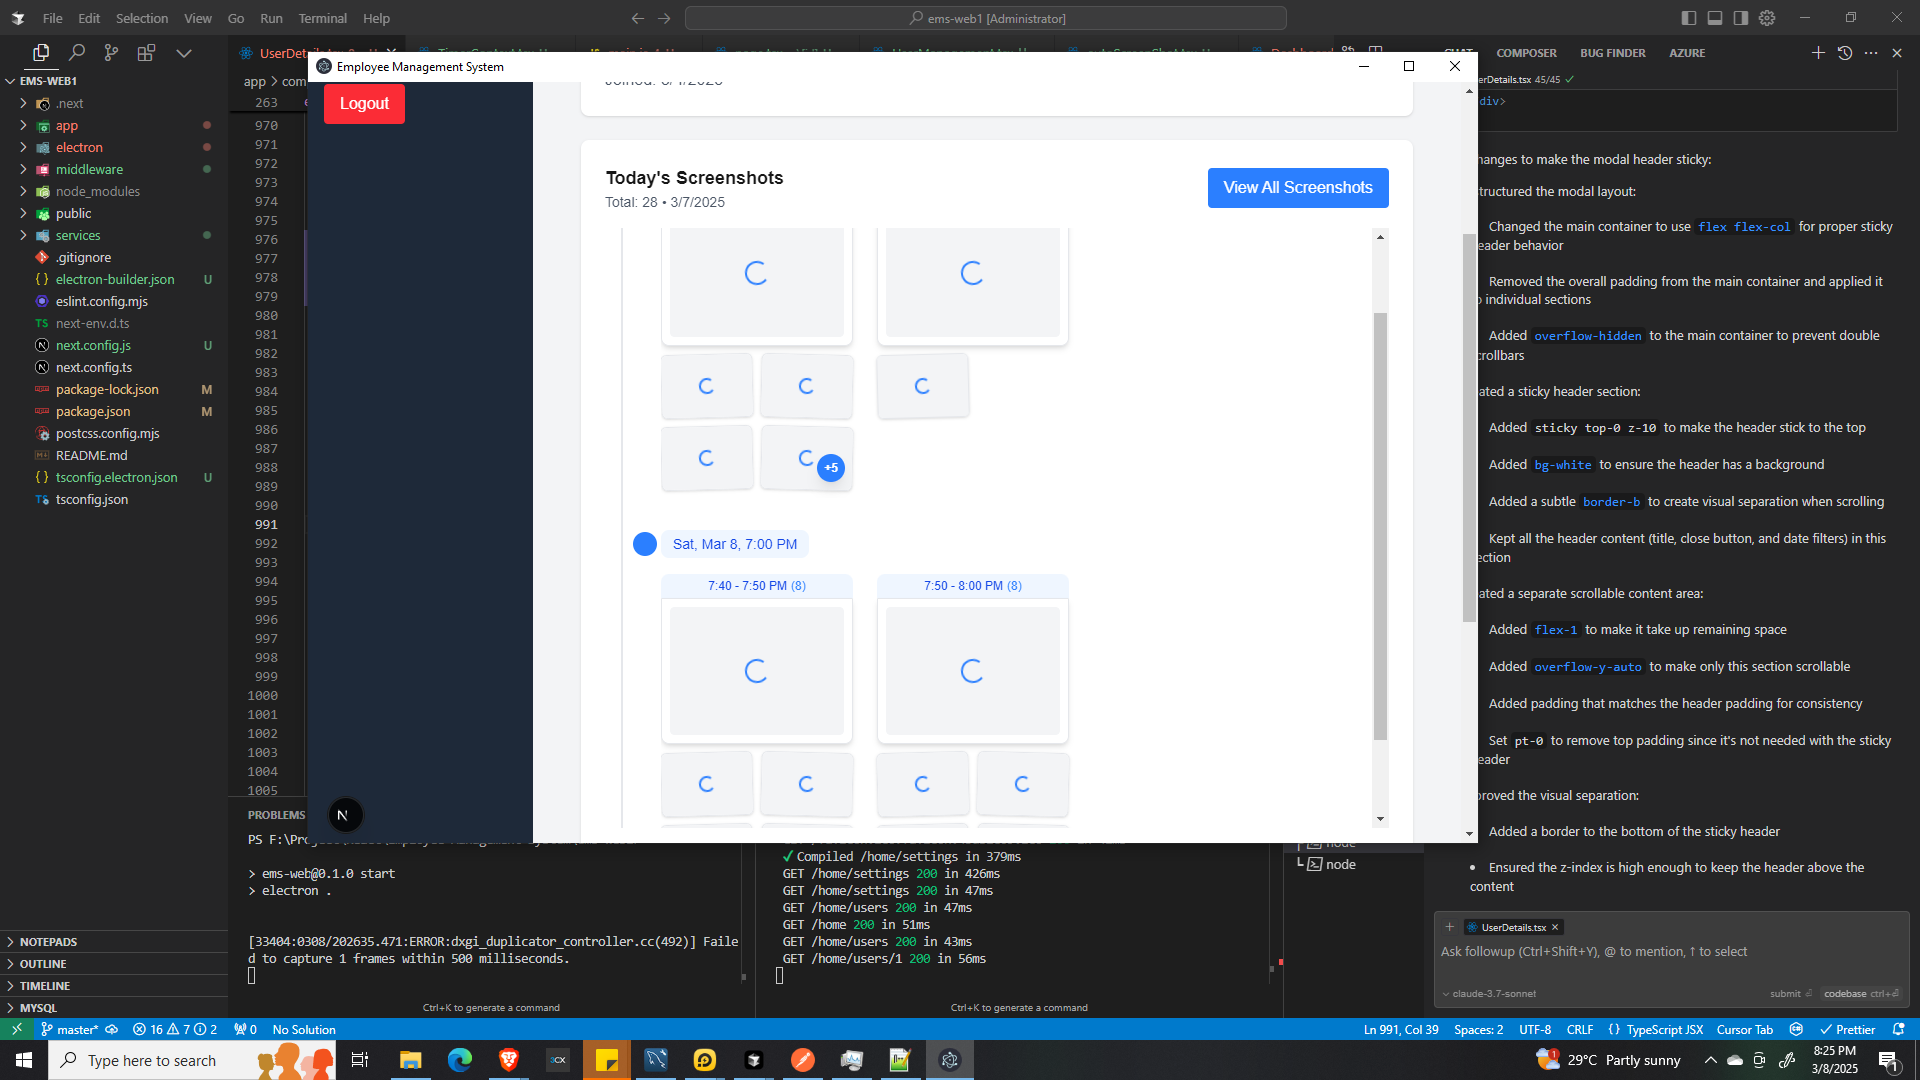 File Edit Selection View Go Run Terminal Help
ems-web1 [Administrator]
EMS-WEB1
.next
app
electron
middleware
node_modules
public
services
.gitignore
electron-builder.json U
eslint.config.mjs
next-env.d.ts
next.config.js U
next.config.ts
package-lock.json M
package.json M
postcss.config.mjs
README.md
tsconfig.electron.json U
tsconfig.json
NOTEPADS
OUTLINE
TIMELINE
MYSQL
app > com
263
970
971
972
973
974
975
976
977
978
979
980
981
982
983
984
985
986
987
988
989
990
991
992
993
994
995
996
997
998
999
1000
1001
1002
1003
1004
1005
Employee Management System
Logout
Today's Screenshots
Total: 28 • 3/7/2025
View All Screenshots
+5
Sat, Mar 8, 7:00 PM
7:40 - 7:50 PM (8)
7:50 - 8:00 PM (8)
N
PROBLEMS
> ems-web@0.1.0 start
> electron .
[33404:0308/202635.471:ERROR:dxgi_duplicator_controller.cc(492)] Faile
d to capture 1 frames within 500 milliseconds.
Ctrl+K to generate a command
✓ Compiled /home/settings in 379ms
GET /home/settings 200 in 426ms
GET /home/settings 200 in 47ms
GET /home/users 200 in 47ms
GET /home 200 in 51ms
GET /home/users 200 in 43ms
GET /home/users/1 200 in 56ms
Ctrl+K to generate a command
node
node
CHAT COMPOSER BUG FINDER AZURE
erDetails.tsx 45/45 ✓
div>
hanges to make the modal header sticky:
tructured the modal layout:
Changed the main container to use flex flex-col for proper sticky
eader behavior
Removed the overall padding from the main container and applied it
o individual sections
Added overflow-hidden to the main container to prevent double
crollbars
ated a sticky header section:
Added sticky top-0 z-10 to make the header stick to the top
Added bg-white to ensure the header has a background
Added a subtle border-b to create visual separation when scrolling
Kept all the header content (title, close button, and date filters) in this
ection
ated a separate scrollable content area:
Added flex-1 to make it take up remaining space
Added overflow-y-auto to make only this section scrollable
Added padding that matches the header padding for consistency
Set pt-0 to remove top padding since it's not needed with the sticky
eader
proved the visual separation:
Added a border to the bottom of the sticky header
• Ensured the z-index is high enough to keep the header above the
content
UserDetails.tsx
Ask followup (Ctrl+Shift+Y), @ to mention, ↑ to select
claude-3.7-sonnet submit codebase ctrl+
master* 16 7 2 0 No Solution
Ln 991, Col 39 Spaces: 2 UTF-8 CRLF {} TypeScript JSX Cursor Tab Prettier
Type here to search
29°C Partly sunny
8:25 PM
3/8/2025
1